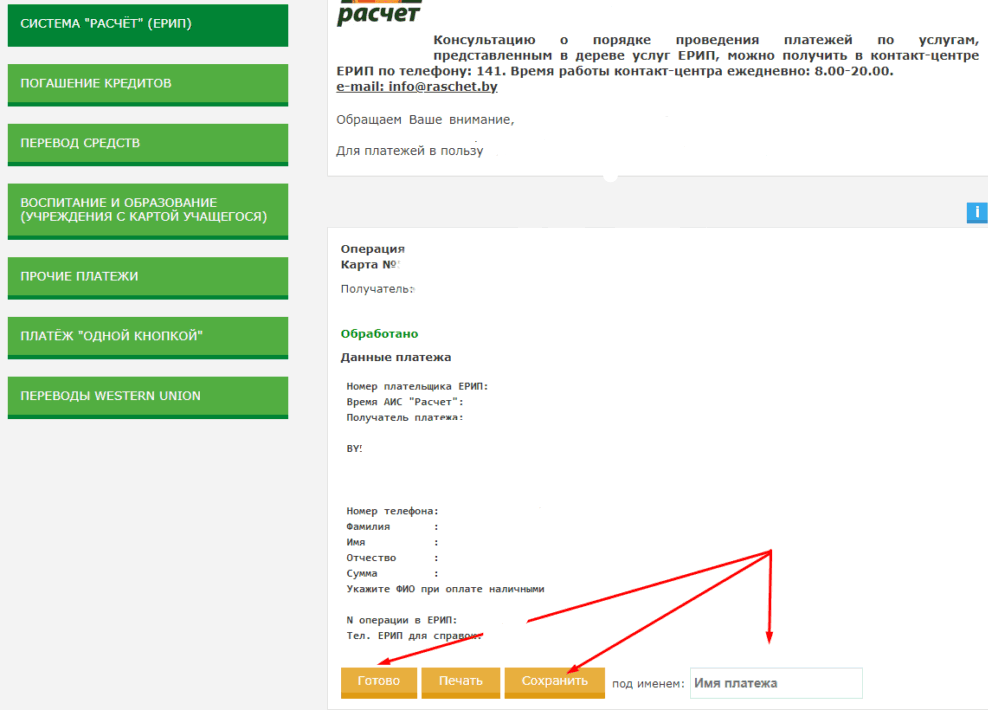 СИСТЕМА "РАСЧЁТ" (ЕРИП)
ПОГАШЕНИЕ КРЕДИТОВ
ПЕРЕВОД СРЕДСТВ
ВОСПИТАНИЕ И ОБРАЗОВАНИЕ
(УЧРЕЖДЕНИЯ С КАРТОЙ УЧАЩЕГОСЯ)
ПРОЧИЕ ПЛАТЕЖИ
ПЛАТЁЖ "ОДНОЙ КНОПКОЙ"
ПЕРЕВОДЫ WESTERN UNION
расчет
Консультацию о порядке проведения платежей по услугам,
представленным в дереве услуг ЕРИП, можно получить в контакт-центре
ЕРИП по телефону: 141. Время работы контакт-центра ежедневно: 8.00-20.00.
e-mail: info@raschet.by
Обращаем Ваше внимание,
Для платежей в пользу
i
Операция
Карта №
Получатель:
Обработано
Данные платежа
Номер плательщика ЕРИП:
Время АИС "Расчет":
Получатель платежа:
BY
Номер телефона:
Фамилия :
Имя :
Отчество :
Сумма :
Укажите ФИО при оплате наличными
N операции в ЕРИП:
Тел. ЕРИП для справок:
Готово Печать Сохранить под именем: Имя платежа